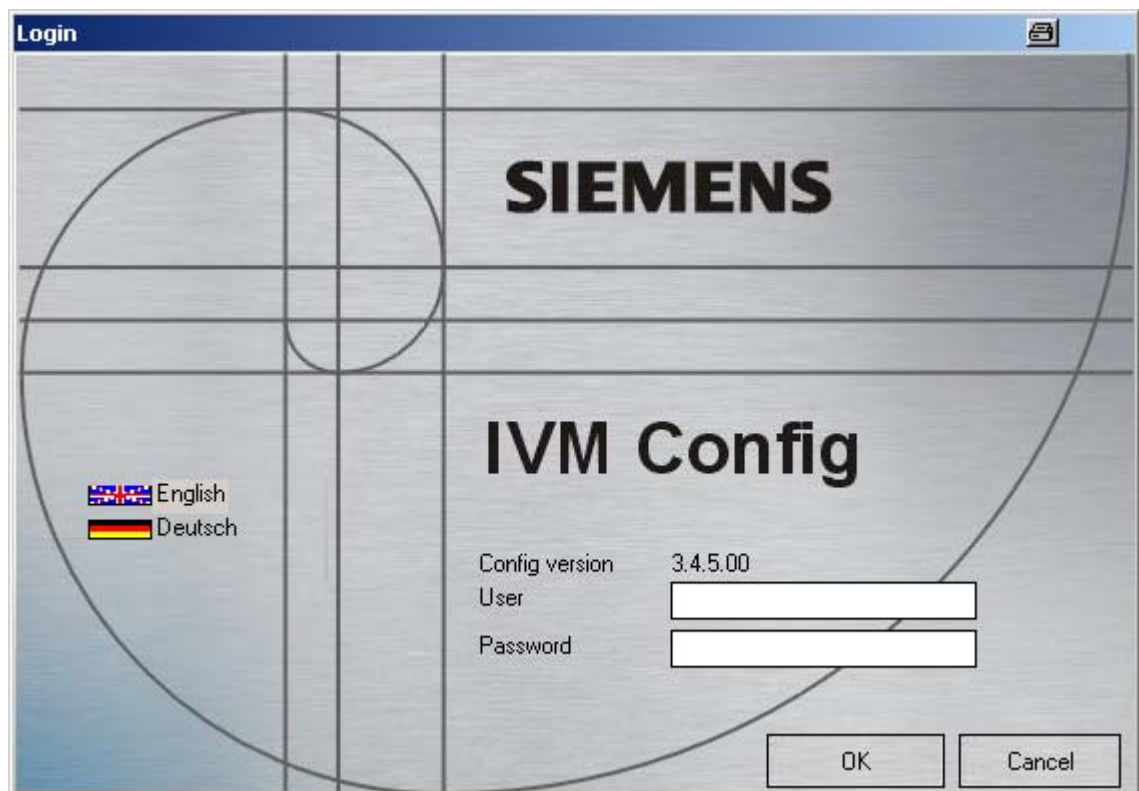 Login
SIEMENS
IVM Config
English
Deutsch
Config version 3.4.5.00
User
Password
OK Cancel